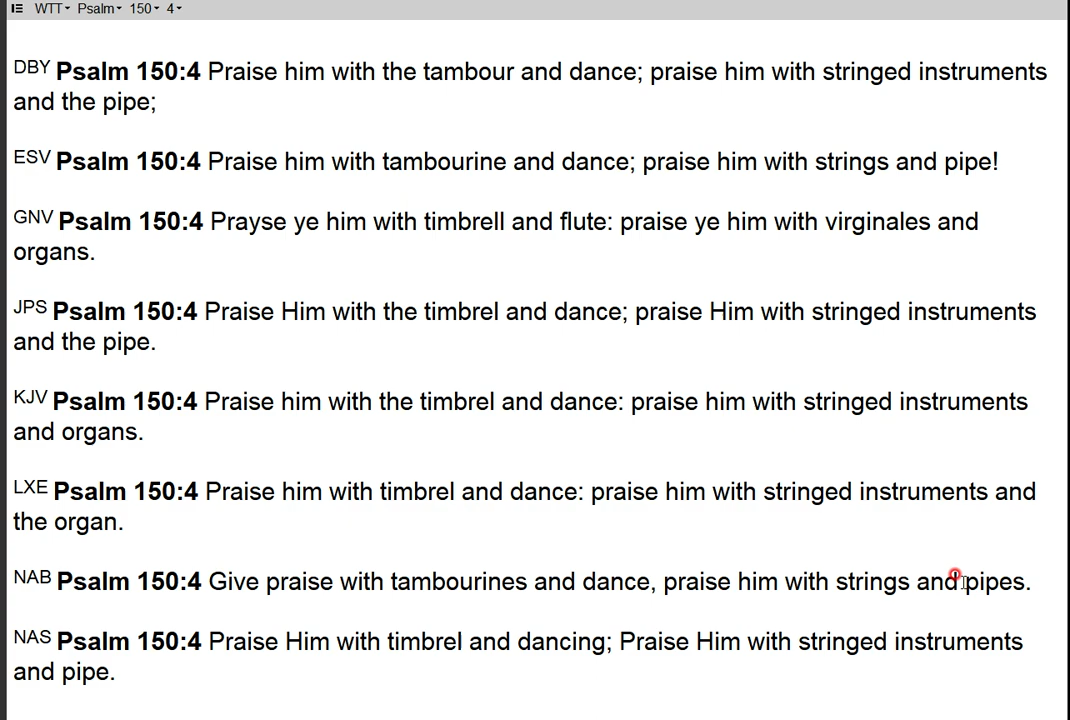 WTT Psalm 150 4
DBY Psalm 150:4 Praise him with the tambour and dance; praise him with stringed instruments
and the pipe;
ESV Psalm 150:4 Praise him with tambourine and dance; praise him with strings and pipe!
GNV Psalm 150:4 Prayse ye him with timbrell and flute: praise ye him with virginales and
organs.
JPS Psalm 150:4 Praise Him with the timbrel and dance; praise Him with stringed instruments
and the pipe.
KJV Psalm 150:4 Praise him with the timbrel and dance: praise him with stringed instruments
and organs.
LXE Psalm 150:4 Praise him with timbrel and dance: praise him with stringed instruments and
the organ.
NAB Psalm 150:4 Give praise with tambourines and dance, praise him with strings and pipes.
NAS Psalm 150:4 Praise Him with timbrel and dancing; Praise Him with stringed instruments
and pipe.